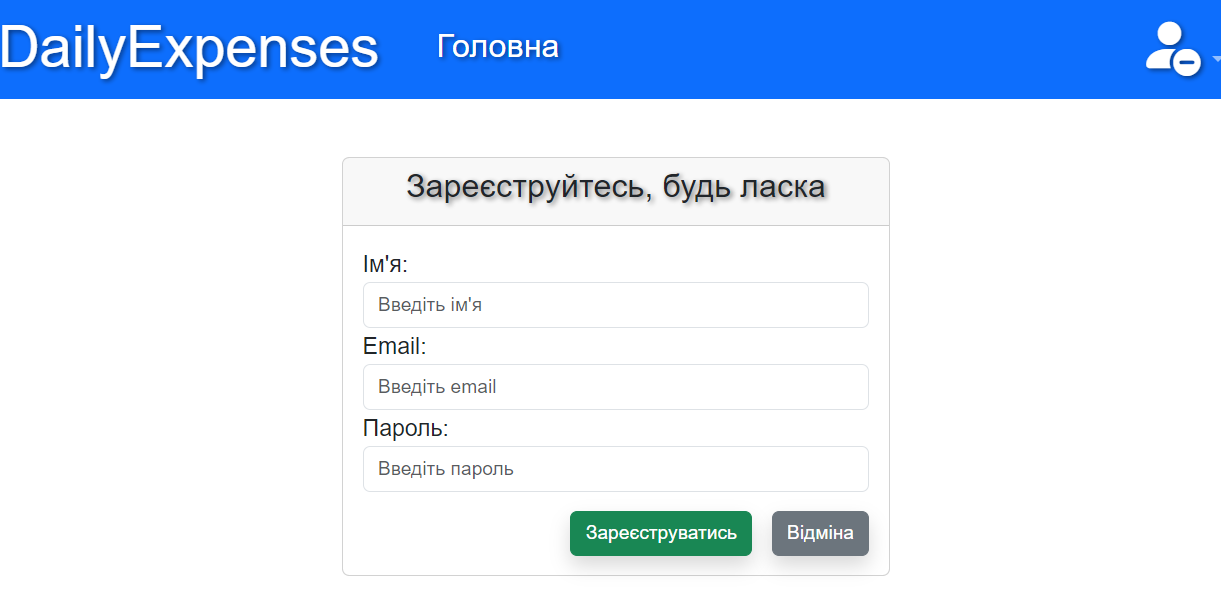 DailyExpenses Головна
Зареєструйтесь, будь ласка
Ім'я:
Введіть ім'я
Email:
Введіть email
Пароль:
Введіть пароль
Зареєструватись Відміна